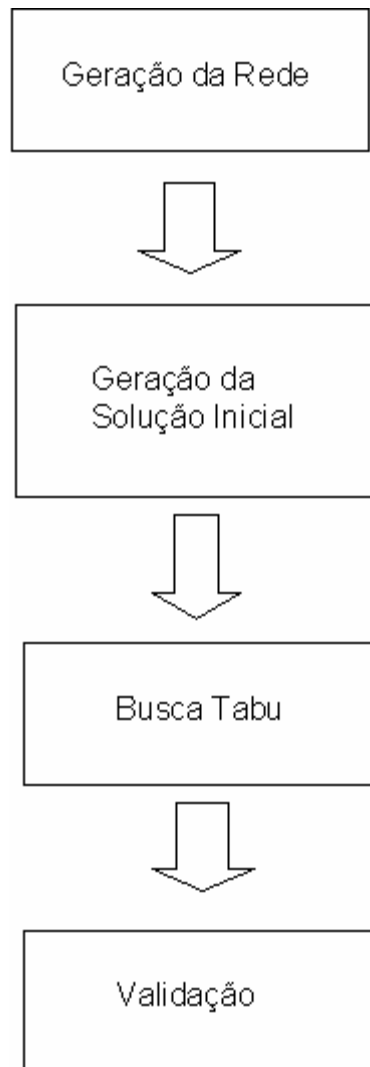 Geração da Rede
Geração da
Solução Inicial
Busca Tabu
Validação